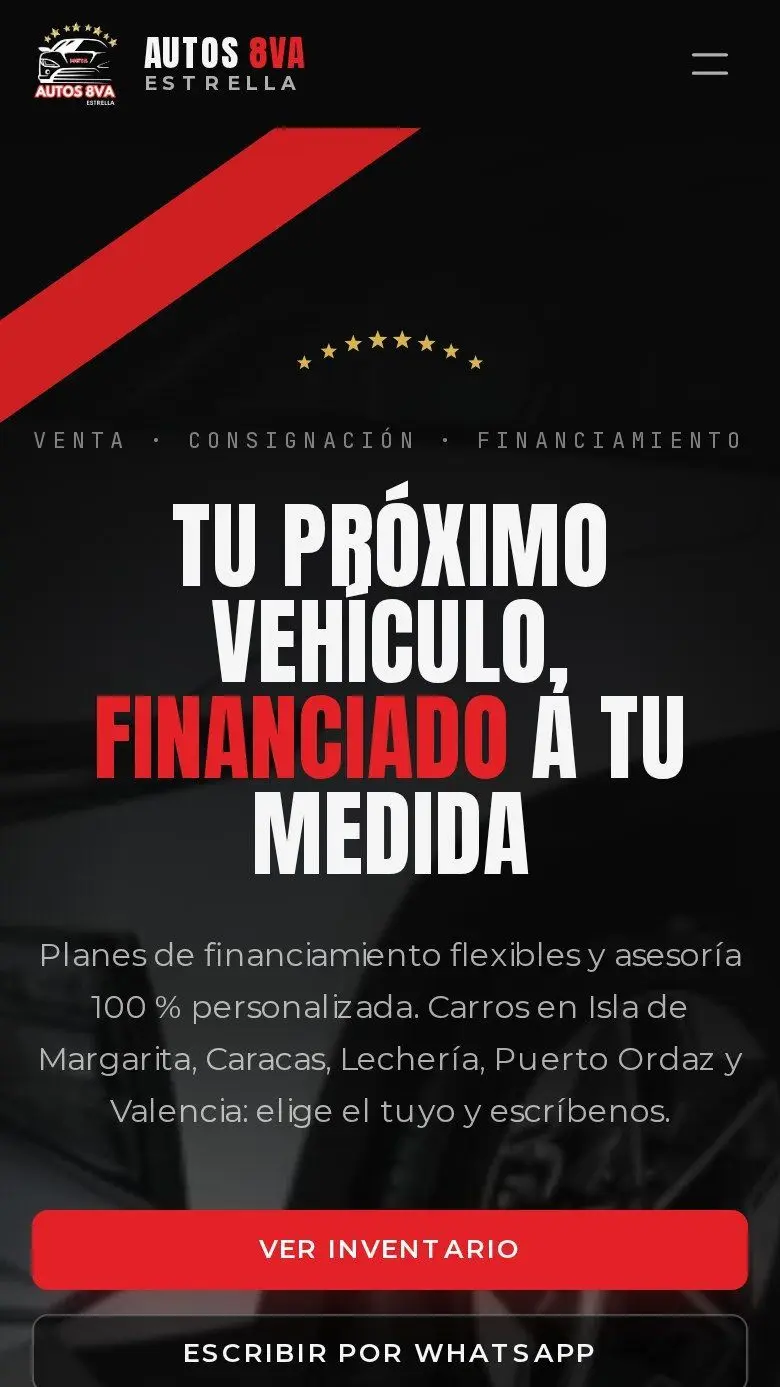 AUTOS 8VA
ESTRELLA
AUTOS 8VA
ESTRELLA
VENTA · CONSIGNACIÓN · FINANCIAMIENTO
TU PRÓXIMO
VEHÍCULO,
FINANCIADO A TU
MEDIDA
Planes de financiamiento flexibles y asesoría
100 % personalizada. Carros en Isla de
Margarita, Caracas, Lechería, Puerto Ordaz y
Valencia: elige el tuyo y escríbenos.
VER INVENTARIO
ESCRIBIR POR WHATSAPP